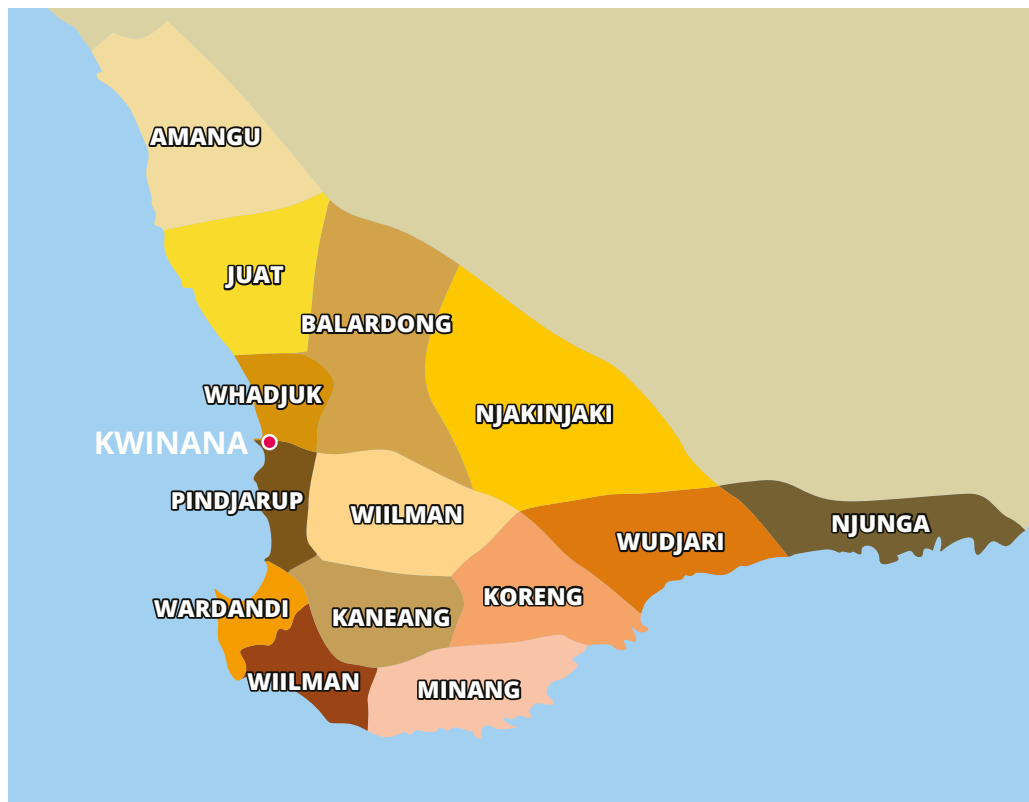 AMANGU
JUAT
BALARDONG
WHADJUK
NJAKINJAKI
KWINANA
PINDJARUP
WIILMAN
NJUNGA
WUDJARI
KORENG
WARDANDI
KANEANG
WIILMAN
MINANG